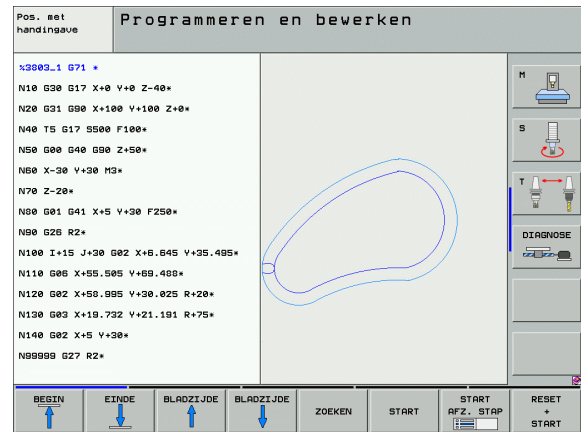 Pos. met
handingave
Programmeren en bewerken
%3803_1 G71 *
N10 G30 G17 X+0 Y+0 Z-40*
N20 G31 G90 X+100 Y+100 Z+0*
N40 T5 G17 S500 F100*
N50 G00 G40 G90 Z+50*
N60 X-30 Y+30 M3*
N70 Z-20*
N80 G01 G41 X+5 Y+30 F250*
N90 G26 R2*
N100 I+15 J+30 G02 X+6.645 Y+35.495*
N110 G06 X+55.505 Y+69.488*
N120 G02 X+58.995 Y+30.025 R+20*
N130 G03 X+19.732 Y+21.191 R+75*
N140 G02 X+5 Y+30*
N99999 G27 R2*
M
S
T
DIAGNOSE
BEGIN
EINDE
BLADZIJDE
BLADZIJDE
ZOEKEN
START
START
AFZ. STAP
RESET
+
START